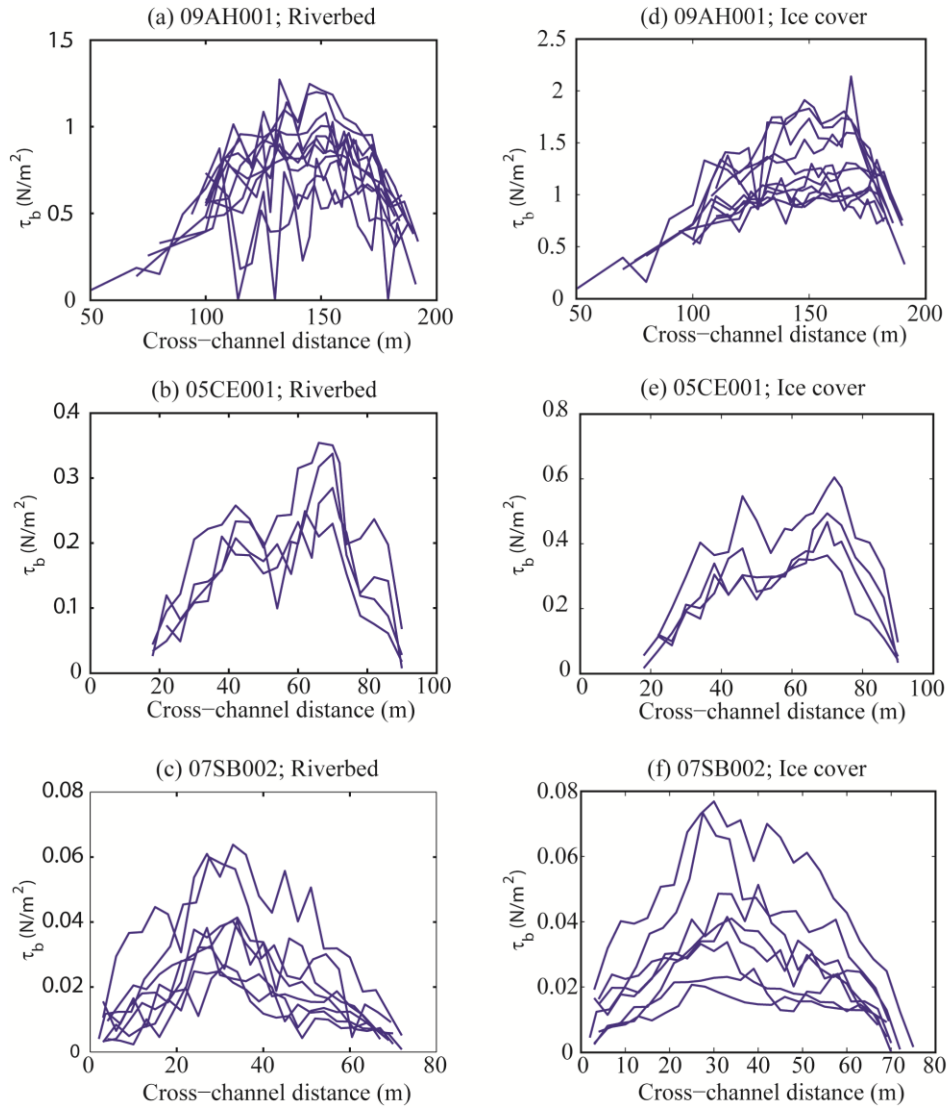 (a) 09AH001; Riverbed
1.5
1
0.5
0
τb (N/m²)
50 100 150 200
Cross−channel distance (m)
(d) 09AH001; Ice cover
2.5
2
1.5
1
0.5
0
τb (N/m²)
50 100 150 200
Cross−channel distance (m)
(b) 05CE001; Riverbed
0.4
0.3
0.2
0.1
0
τb (N/m²)
0 20 40 60 80 100
Cross−channel distance (m)
(e) 05CE001; Ice cover
0.8
0.6
0.4
0.2
0
τb (N/m²)
0 20 40 60 80 100
Cross−channel distance (m)
(c) 07SB002; Riverbed
0.08
0.06
0.04
0.02
0
τb (N/m²)
0 20 40 60 80
Cross−channel distance (m)
(f) 07SB002; Ice cover
0.08
0.06
0.04
0.02
0
τb (N/m²)
0 10 20 30 40 50 60 70 80
Cross−channel distance (m)